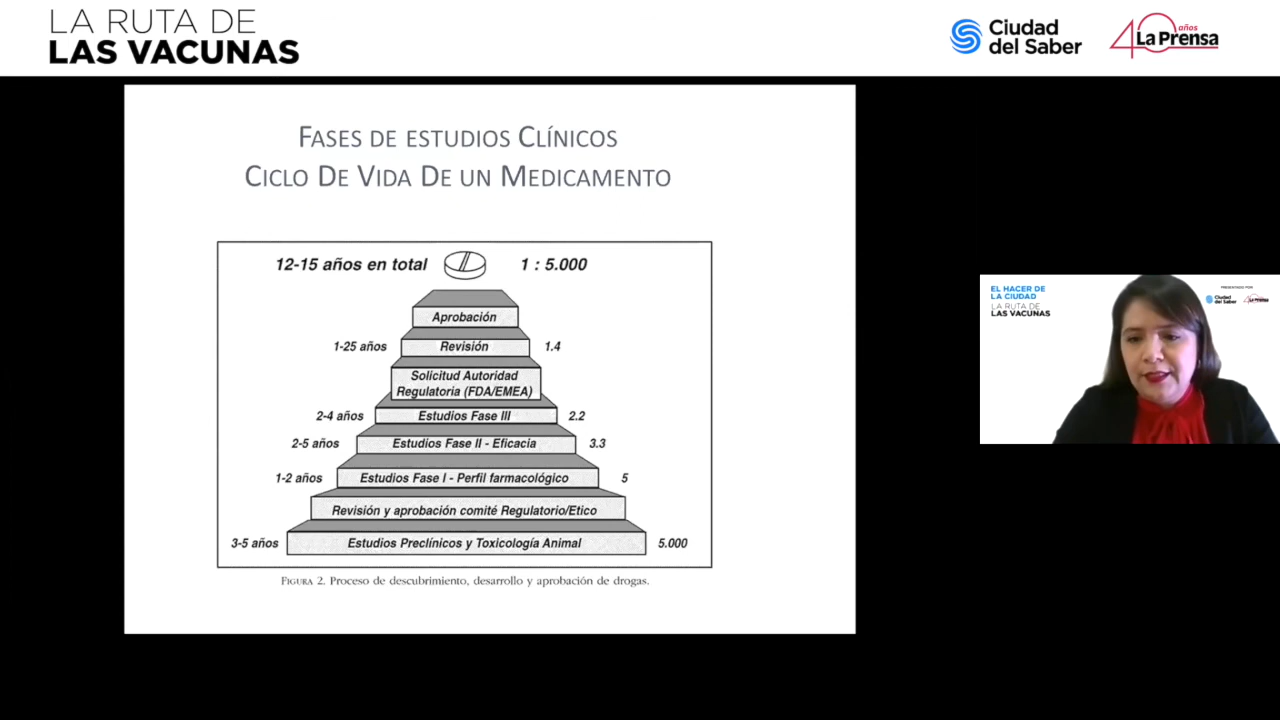 LA RUTA DE
LAS VACUNAS
Ciudad
del Saber
40 años
La Prensa
FASES DE ESTUDIOS CLÍNICOS
CICLO DE VIDA DE UN MEDICAMENTO
12-15 años en total 1 : 5.000
Aprobación
1-25 años Revisión 1.4
Solicitud Autoridad
Regulatoria (FDA/EMEA)
2-4 años Estudios Fase III 2.2
2-5 años Estudios Fase II - Eficacia 3.3
1-2 años Estudios Fase I - Perfil farmacológico 5
Revisión y aprobación comité Regulatorio/Etico
3-5 años Estudios Preclínicos y Toxicología Animal 5.000
FIGURA 2. Proceso de descubrimiento, desarrollo y aprobación de drogas.
EL HACER DE
LA CIUDAD
LA RUTA DE
LAS VACUNAS
PRESENTADO POR
Ciudad
del Saber
La Prensa